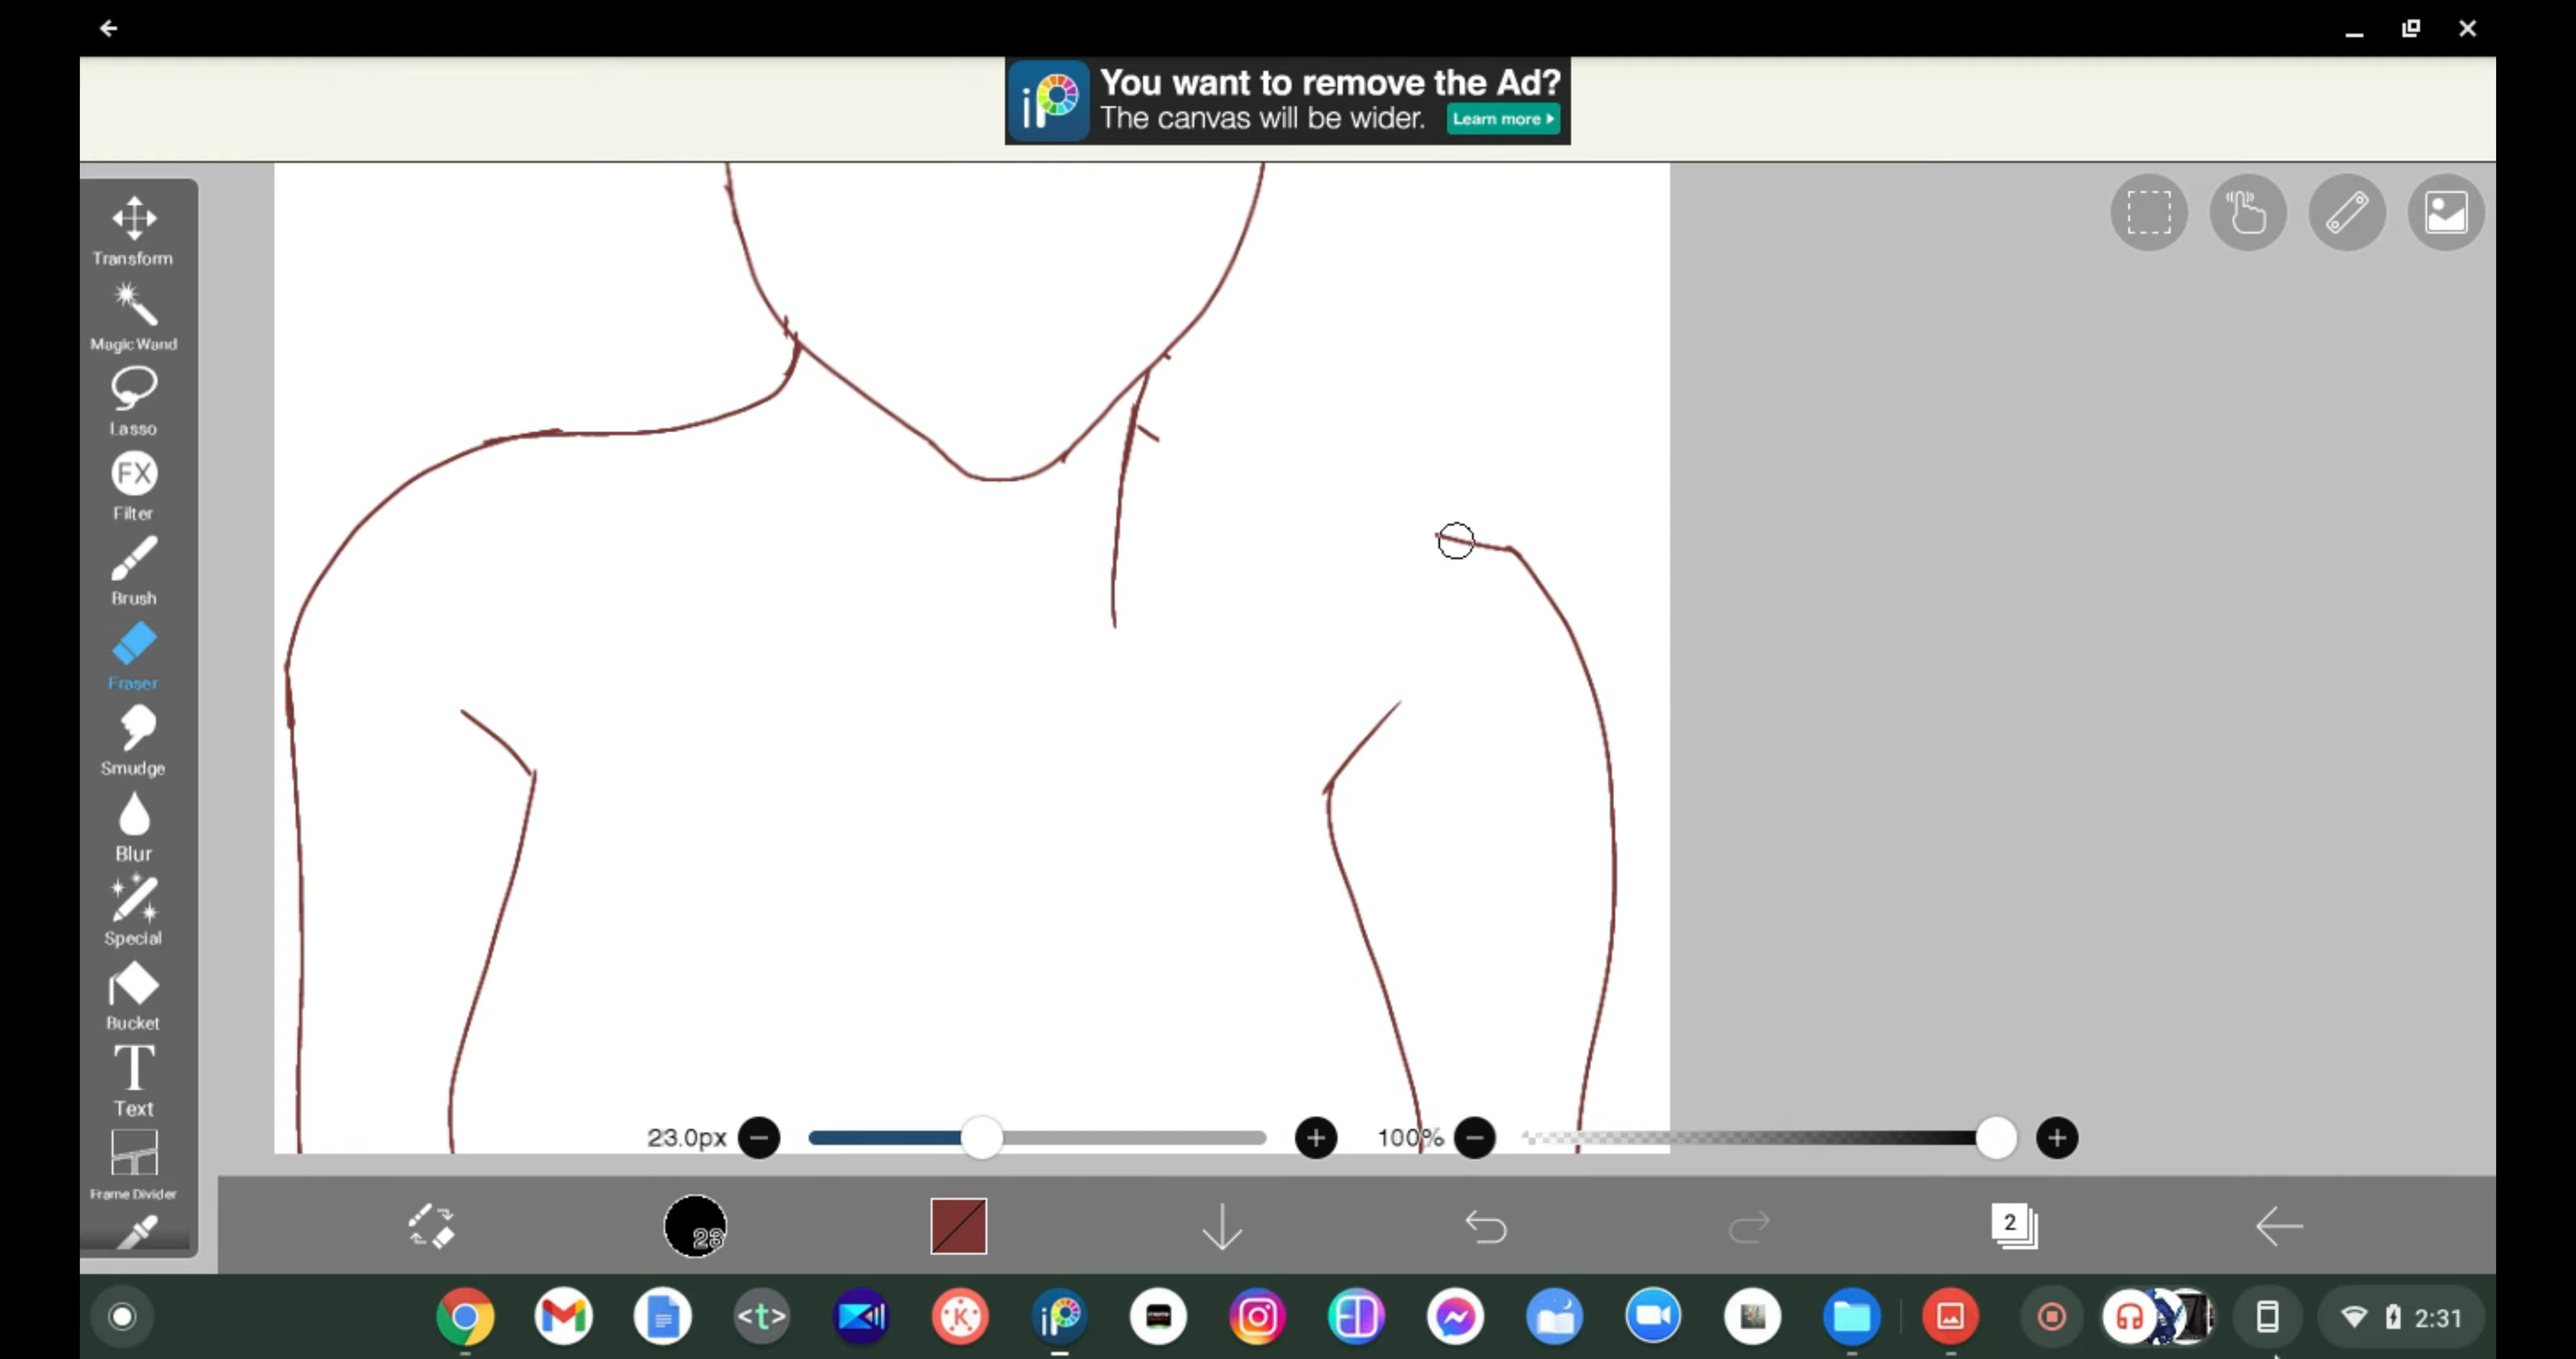 You want to remove the Ad?
The canvas will be wider.
Learn more
Transform
Magic Wand
Lasso
FX
Filter
Brush
Eraser
Smudge
Blur
Special
Bucket
T
Text
Frame Divider
23.0px
100%
23
2
<t>
K
2:31